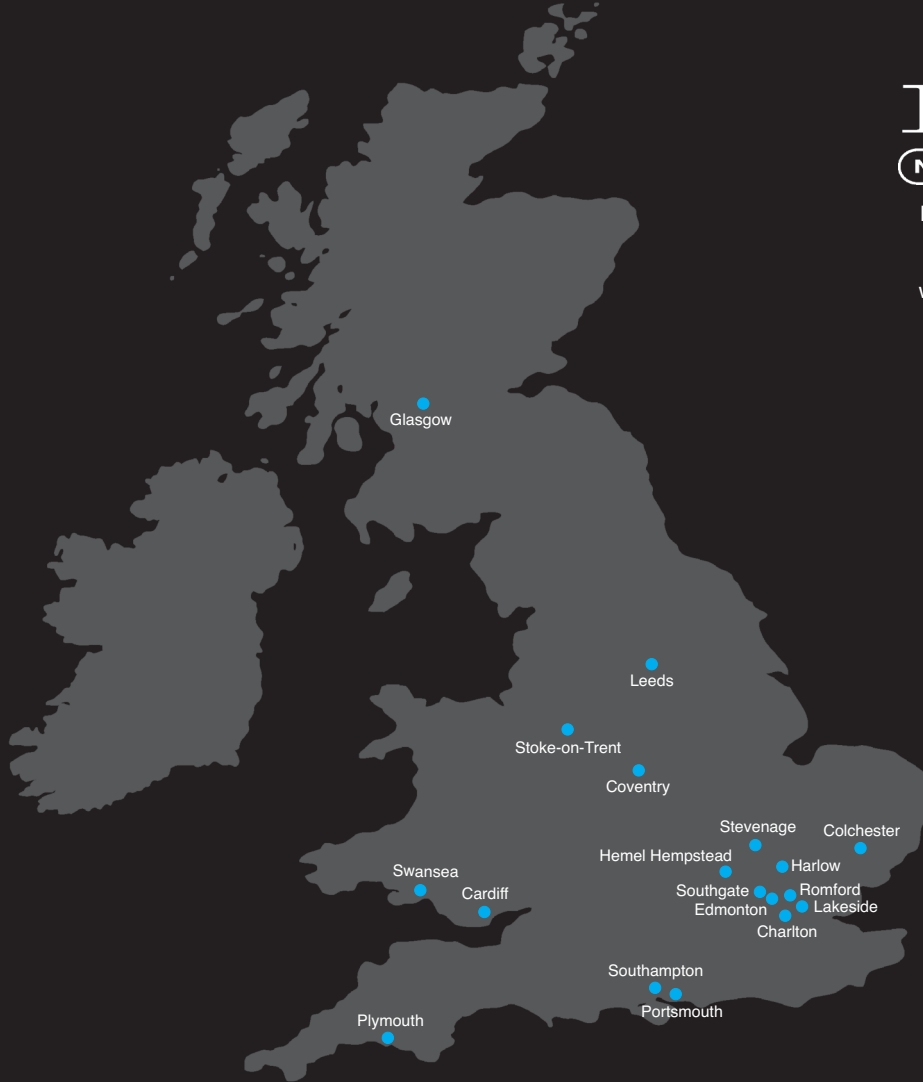 Glasgow
Leeds
Stoke-on-Trent
Coventry
Stevenage
Colchester
Hemel Hempstead
Harlow
Swansea
Cardiff
Southgate
Romford
Edmonton
Lakeside
Charlton
Southampton
Portsmouth
Plymouth